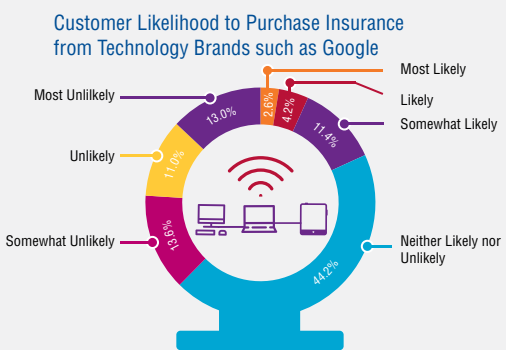 Customer Likelihood to Purchase Insurance
from Technology Brands such as Google
Most Likely
2.6%
Likely
4.2%
Somewhat Likely
11.4%
Neither Likely nor
Unlikely
44.2%
Somewhat Unlikely
13.6%
Unlikely
11.0%
Most Unlilkely
13.0%